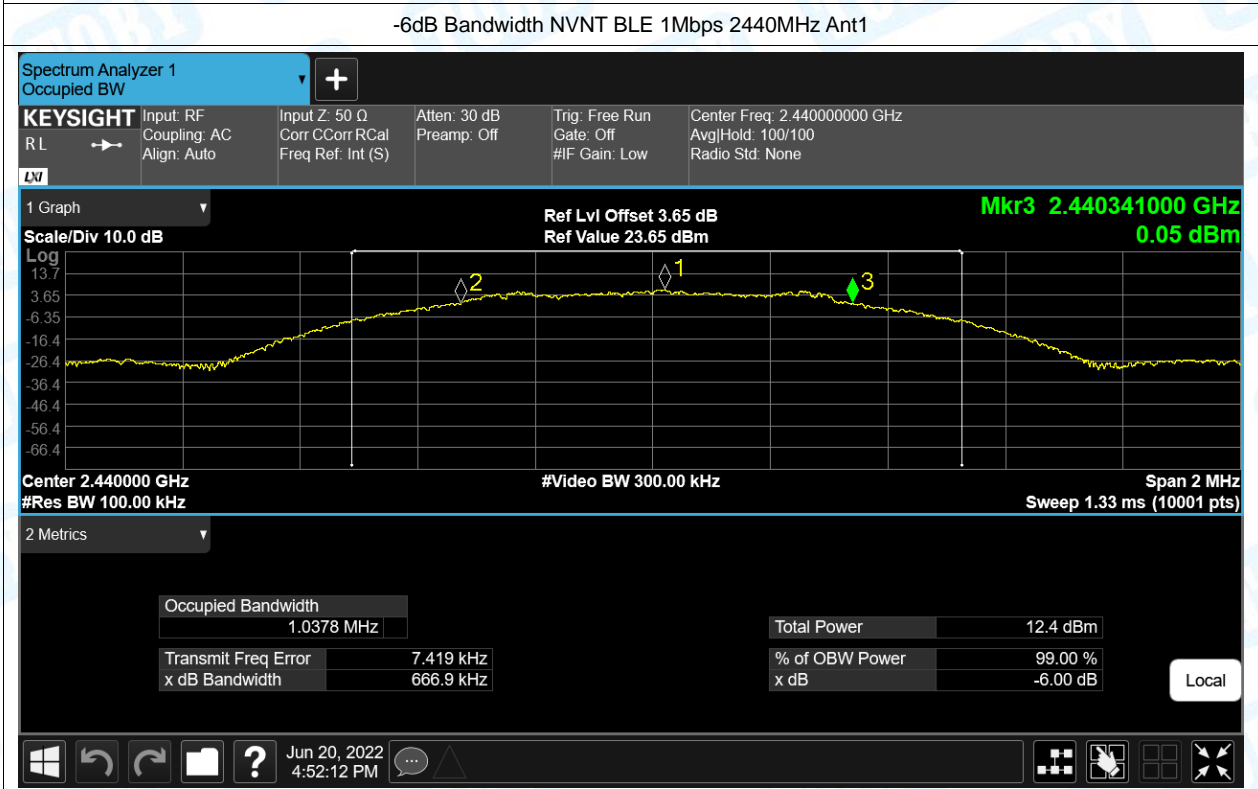 -6dB Bandwidth NVNT BLE 1Mbps 2440MHz Ant1
Spectrum Analyzer 1
Occupied BW
KEYSIGHT
RL
LXI
Input: RF
Coupling: AC
Align: Auto
Input Z: 50 Ω
Corr CCorr RCal
Freq Ref: Int (S)
Atten: 30 dB
Preamp: Off
Trig: Free Run
Gate: Off
#IF Gain: Low
Center Freq: 2.440000000 GHz
Avg|Hold: 100/100
Radio Std: None
1 Graph
Scale/Div 10.0 dB
Ref Lvl Offset 3.65 dB
Ref Value 23.65 dBm
Mkr3 2.440341000 GHz
0.05 dBm
Log
13.7
3.65
-6.35
-16.4
-26.4
-36.4
-46.4
-56.4
-66.4
2
1
3
Center 2.440000 GHz
#Res BW 100.00 kHz
#Video BW 300.00 kHz
Span 2 MHz
Sweep 1.33 ms (10001 pts)
2 Metrics
Occupied Bandwidth
1.0378 MHz
Transmit Freq Error 7.419 kHz
x dB Bandwidth 666.9 kHz
Total Power 12.4 dBm
% of OBW Power 99.00 %
x dB -6.00 dB
Local
?
Jun 20, 2022
4:52:12 PM